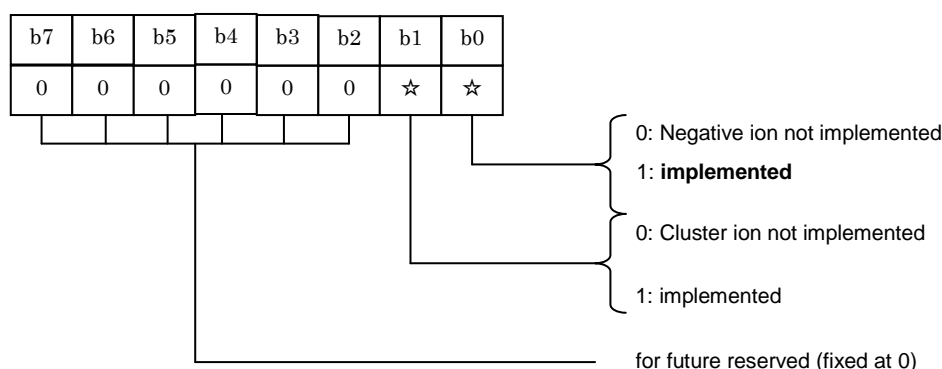 b7 b6 b5 b4 b3 b2 b1 b0
0 0 0 0 0 0 ☆ ☆
0: Negative ion not implemented
1: implemented
0: Cluster ion not implemented
1: implemented
for future reserved (fixed at 0)